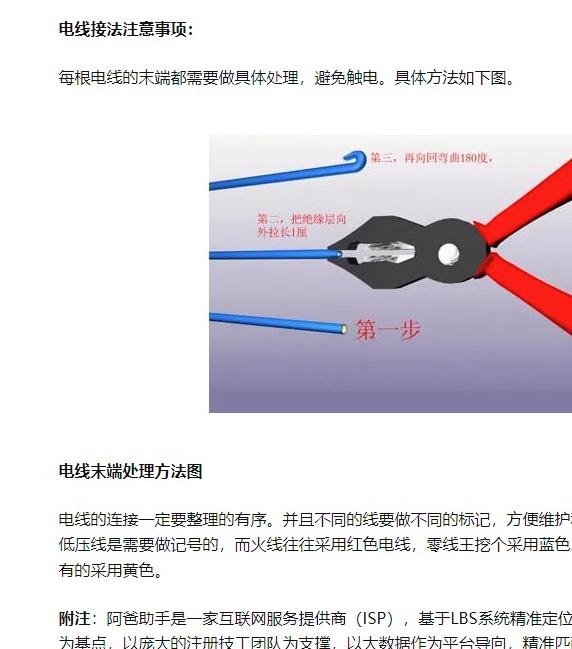 电线接法注意事项：
每根电线的末端都需要做具体处理，避免触电。具体方法如下图。
第三，再向回弯曲180度，
第二，把绝缘层向
外拉长1厘
第一步
电线末端处理方法图
电线的连接一定要整理的有序。并且不同的线要做不同的标记，方便维护
低压线是需要做记号的，而火线往往采用红色电线，零线王挖个采用蓝色
有的采用黄色。
附注：阿爸助手是一家互联网服务提供商（ISP），基于LBS系统精准定位
为基点，以庞大的注册技工团队为支撑，以大数据作为平台导向，精准匹